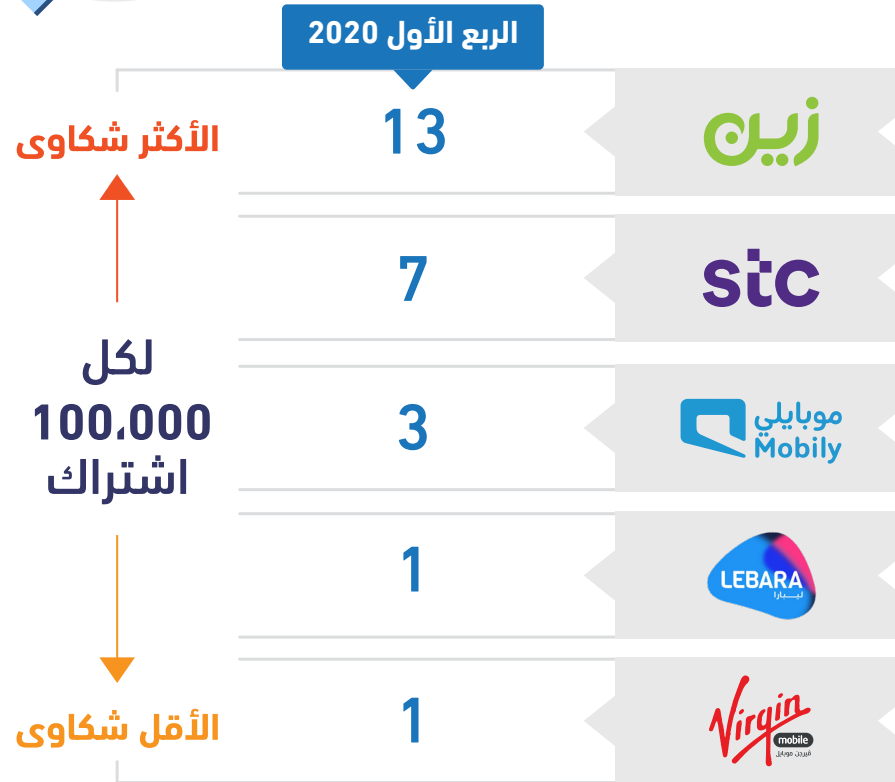 الربع الأول 2020
زين
13
الأكثر شكاوى
stc
7
موبايلي
Mobily
3
لكل
100،000
اشتراك
LEBARA
ليبارا
1
Virgin
mobile
ڤيرجن موبايل
1
الأقل شكاوى